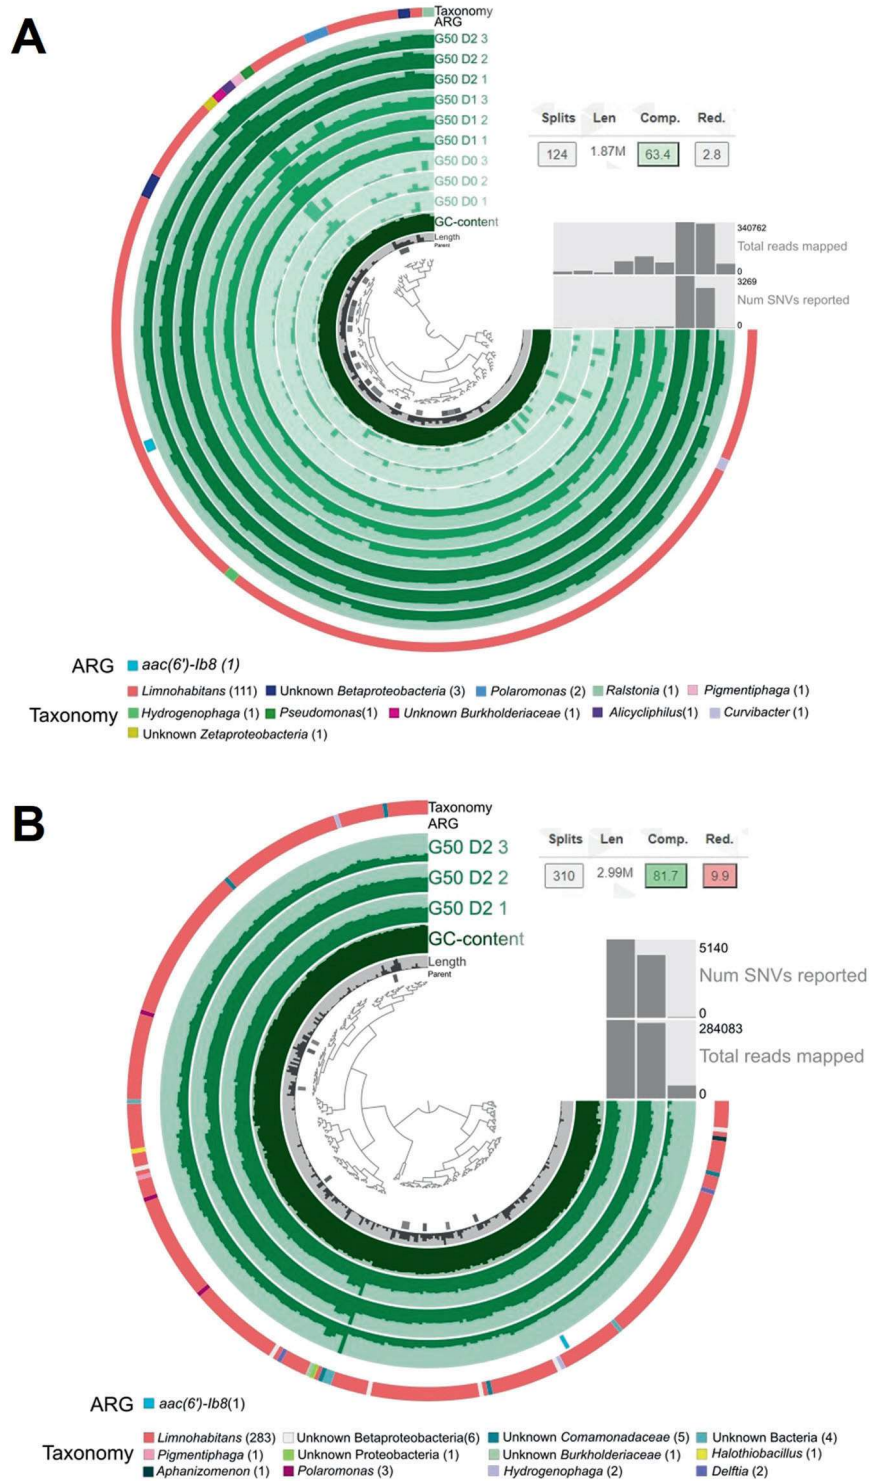 A
Taxonomy
ARG
G50 D2 3
G50 D2 2
G50 D2 1
G50 D1 3
G50 D1 2
G50 D1 1
G50 D0 3
G50 D0 2
G50 D0 1
GC-content
Length
Parent
Splits Len Comp. Red.
124 1.87M 63.4 2.8
340762
Total reads mapped
0
3269
Num SNVs reported
0
ARG aac(6')-Ib8 (1)
Taxonomy
Limnohabitans (111) Unknown Betaproteobacteria (3) Polaromonas (2) Ralstonia (1) Pigmentiphaga (1)
Hydrogenophaga (1) Pseudomonas(1) Unknown Burkholderiaceae (1) Alicycliphilus(1) Curvibacter (1)
Unknown Zetaproteobacteria (1)
B
Taxonomy
ARG
G50 D2 3
G50 D2 2
G50 D2 1
GC-content
Length
Parent
Splits Len Comp. Red.
310 2.99M 81.7 9.9
5140
Num SNVs reported
0
284083
Total reads mapped
0
ARG aac(6')-Ib8(1)
Taxonomy
Limnohabitans (283) Unknown Betaproteobacteria(6) Unknown Comamonadaceae (5) Unknown Bacteria (4)
Pigmentiphaga (1) Unknown Proteobacteria (1) Unknown Burkholderiaceae (1) Halothiobacillus (1)
Aphanizomenon (1) Polaromonas (3) Hydrogenophaga (2) Delftia (2)